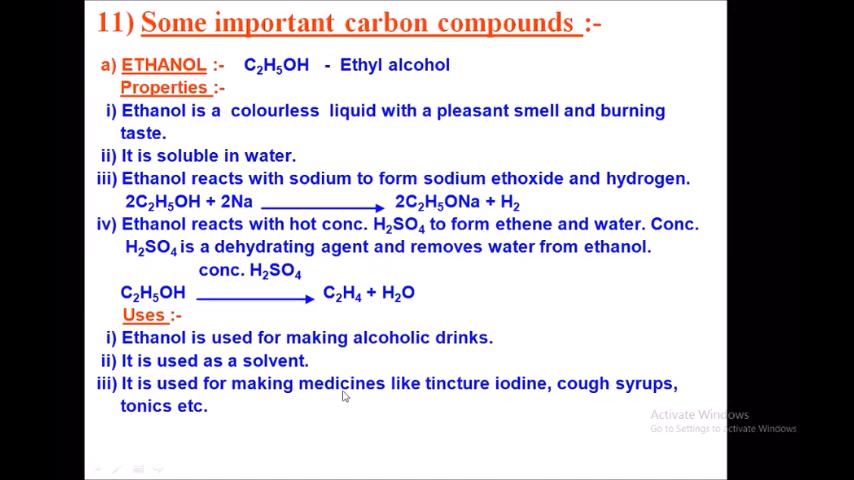 11) Some important carbon compounds :-
a) ETHANOL :- C₂H₅OH - Ethyl alcohol
Properties :-
i) Ethanol is a colourless liquid with a pleasant smell and burning
taste.
ii) It is soluble in water.
iii) Ethanol reacts with sodium to form sodium ethoxide and hydrogen.
2C₂H₅OH + 2Na ⟶ 2C₂H₅ONa + H₂
iv) Ethanol reacts with hot conc. H₂SO₄ to form ethene and water. Conc.
H₂SO₄ is a dehydrating agent and removes water from ethanol.
conc. H₂SO₄
C₂H₅OH ⟶ C₂H₄ + H₂O
Uses :-
i) Ethanol is used for making alcoholic drinks.
ii) It is used as a solvent.
iii) It is used for making medicines like tincture iodine, cough syrups,
tonics etc.
Activate Windows
Go to Settings to activate Windows